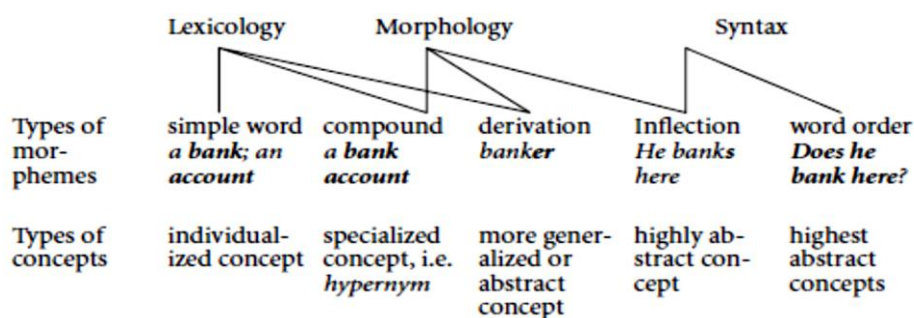 Lexicology Morphology Syntax
Types of simple word compound derivation Inflection word order
mor- a bank; an a bank banker He banks Does he
phemes account account here bank here?
Types of individual- specialized more gener- highly ab- highest
concepts ized concept concept, i.e. alized or stract con- abstract
hypernym abstract cept concepts
concept